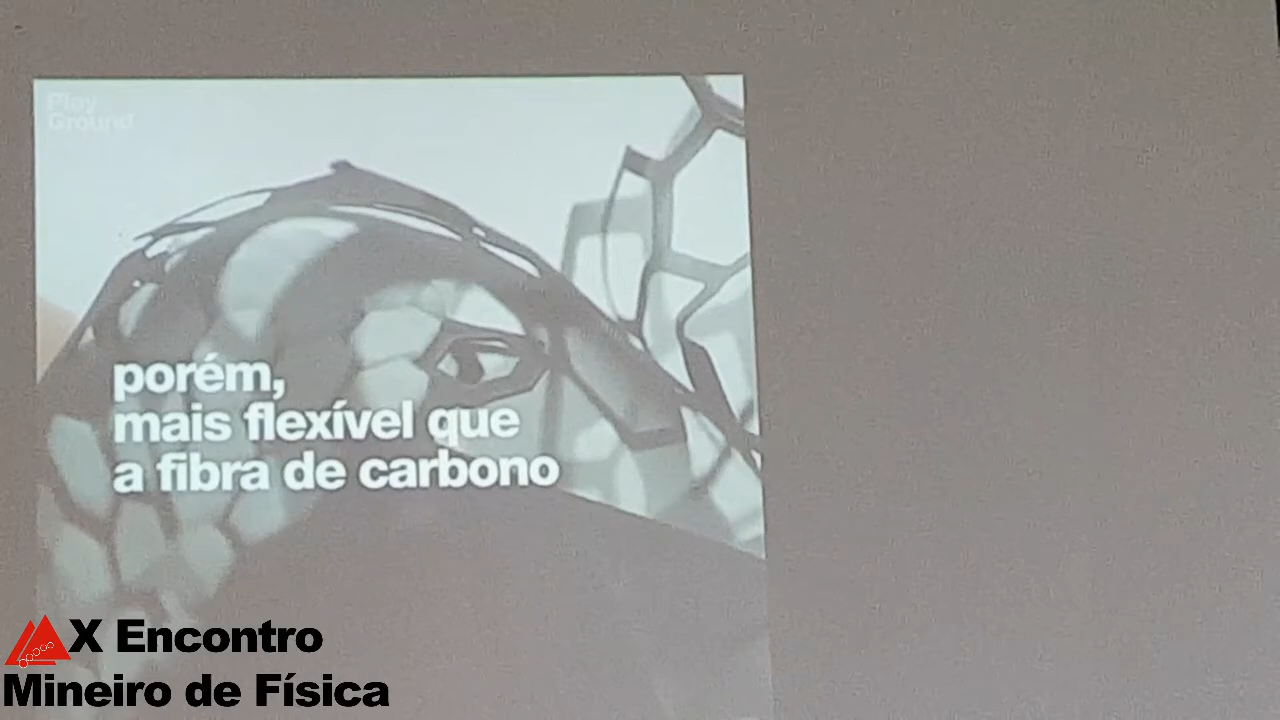 Play
Ground
porém,
mais flexível que
a fibra de carbono
X Encontro
Mineiro de Física